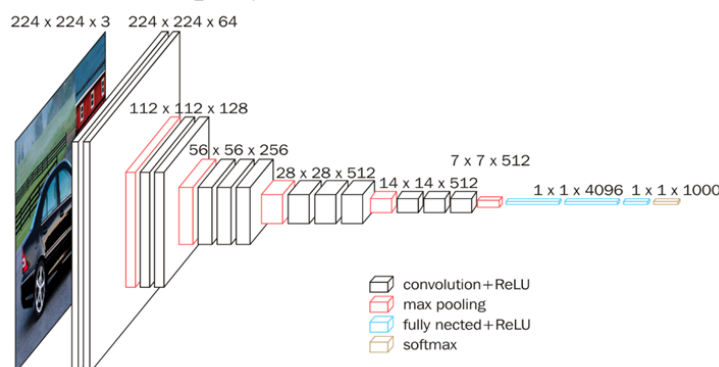 224 x 224 x 3
224 x 224 x 64
112 x 112 x 128
56 x 56 x 256
28 x 28 x 512
14 x 14 x 512
7 x 7 x 512
1 x 1 x 4096
1 x 1 x 1000
convolution+ReLU
max pooling
fully nected+ReLU
softmax